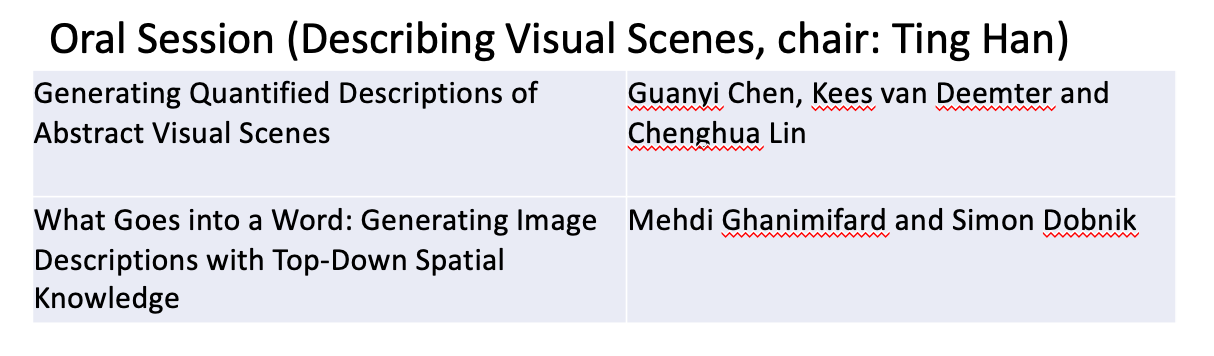 Oral Session (Describing Visual Scenes, chair: Ting Han)
Generating Quantified Descriptions of
Abstract Visual Scenes
Guanyi Chen, Kees van Deemter and
Chenghua Lin
What Goes into a Word: Generating Image
Descriptions with Top-Down Spatial
Knowledge
Mehdi Ghanimifard and Simon Dobnik